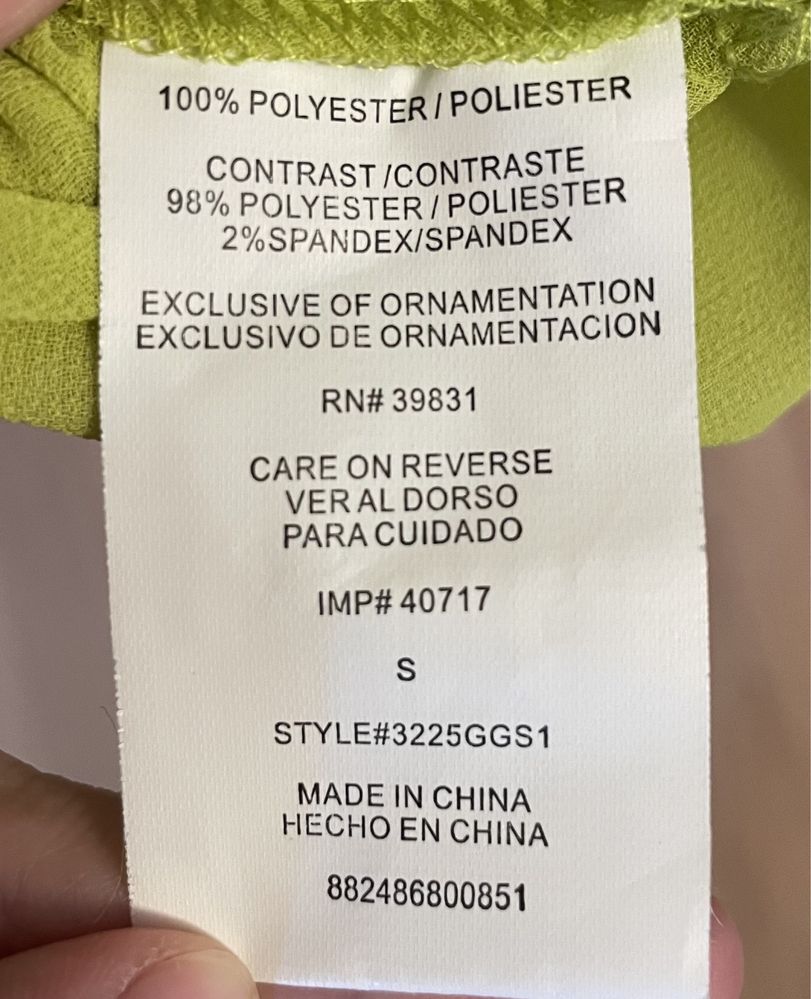 100% POLYESTER / POLIESTER
CONTRAST /CONTRASTE
98% POLYESTER / POLIESTER
2%SPANDEX/SPANDEX
EXCLUSIVE OF ORNAMENTATION
EXCLUSIVO DE ORNAMENTACION
RN# 39831
CARE ON REVERSE
VER AL DORSO
PARA CUIDADO
IMP# 40717
S
STYLE#3225GGS1
MADE IN CHINA
HECHO EN CHINA
882486800851